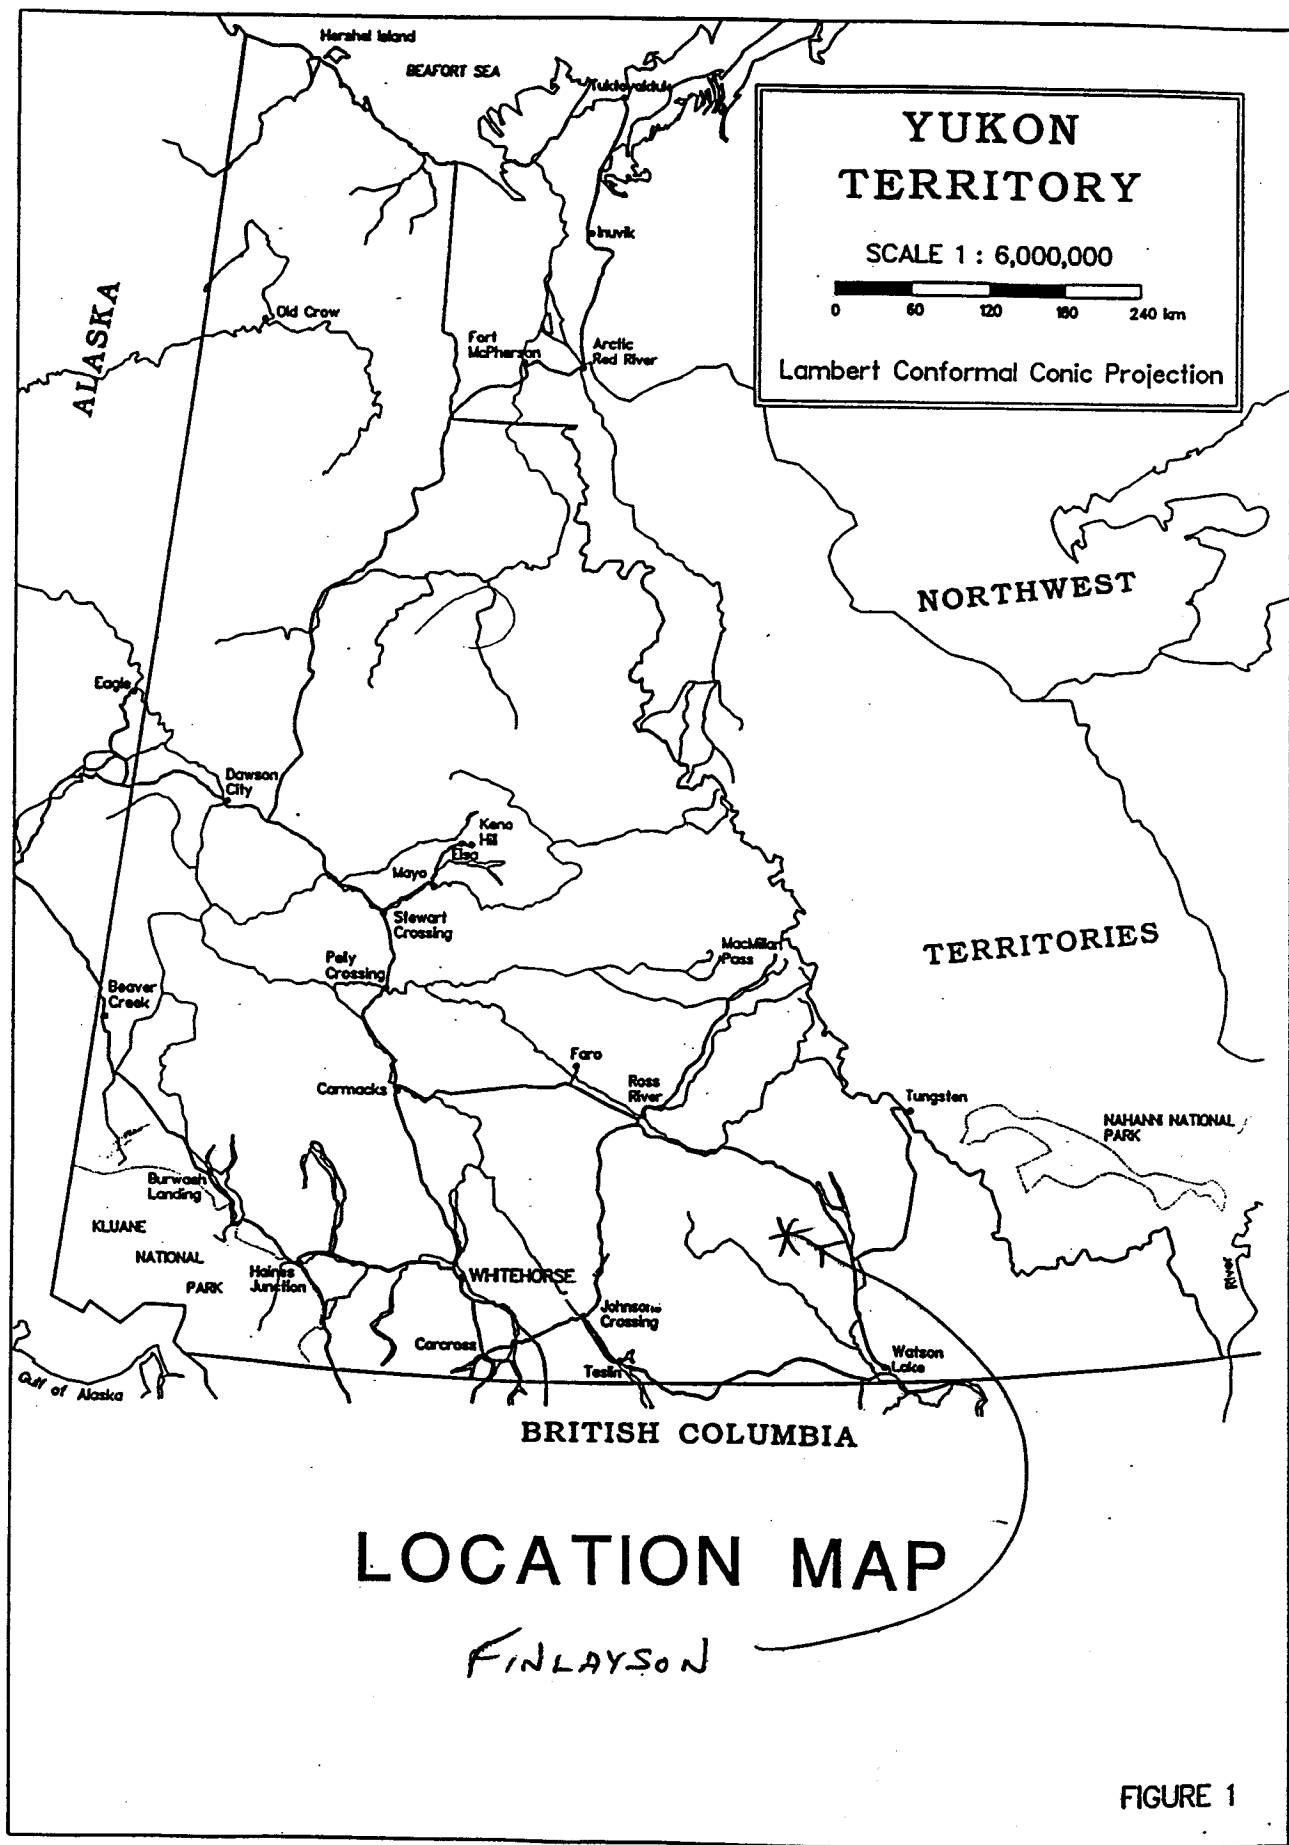 Hershel Island
BEAFORT SEA
Tuktoyaktuk
YUKON
TERRITORY
SCALE 1 : 6,000,000
0 60 120 180 240 km
Lambert Conformal Conic Projection
Inuvik
ALASKA
Old Crow
Fort
McPherson
Arctic
Red River
NORTHWEST
Eagle
Dawson
City
Keno
Hill
Elsa
Mayo
Stewart
Crossing
TERRITORIES
MacMillan
Pass
Pelly
Crossing
Beaver
Creek
Faro
Carmacks
Ross
River
Tungsten
NAHANNI NATIONAL
PARK
Burwash
Landing
KLUANE
NATIONAL
PARK
Haines
Junction
WHITEHORSE
River
Johnsons
Crossing
Carcross
Teslin
Watson
Lake
Gulf of Alaska
BRITISH COLUMBIA
LOCATION MAP
FINLAYSON
FIGURE 1